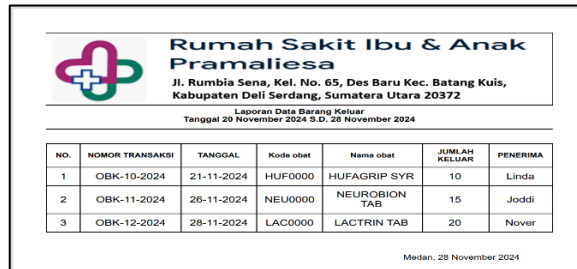 Rumah Sakit Ibu & Anak
Pramaliesa
Jl. Rumbia Sena, Kel. No. 65, Des Baru Kec. Batang Kuis,
Kabupaten Deli Serdang, Sumatera Utara 20372
Laporan Data Barang Keluar
Tanggal 20 November 2024 S.D. 28 November 2024
NO. NOMOR TRANSAKSI TANGGAL Kode obat Nama obat JUMLAH KELUAR PENERIMA
1 OBK-10-2024 21-11-2024 HUF0000 HUFAGRIP SYR 10 Linda
2 OBK-11-2024 26-11-2024 NEU0000 NEUROBION TAB 15 Joddi
3 OBK-12-2024 28-11-2024 LAC0000 LACTRIN TAB 20 Nover
Medan, 28 November 2024